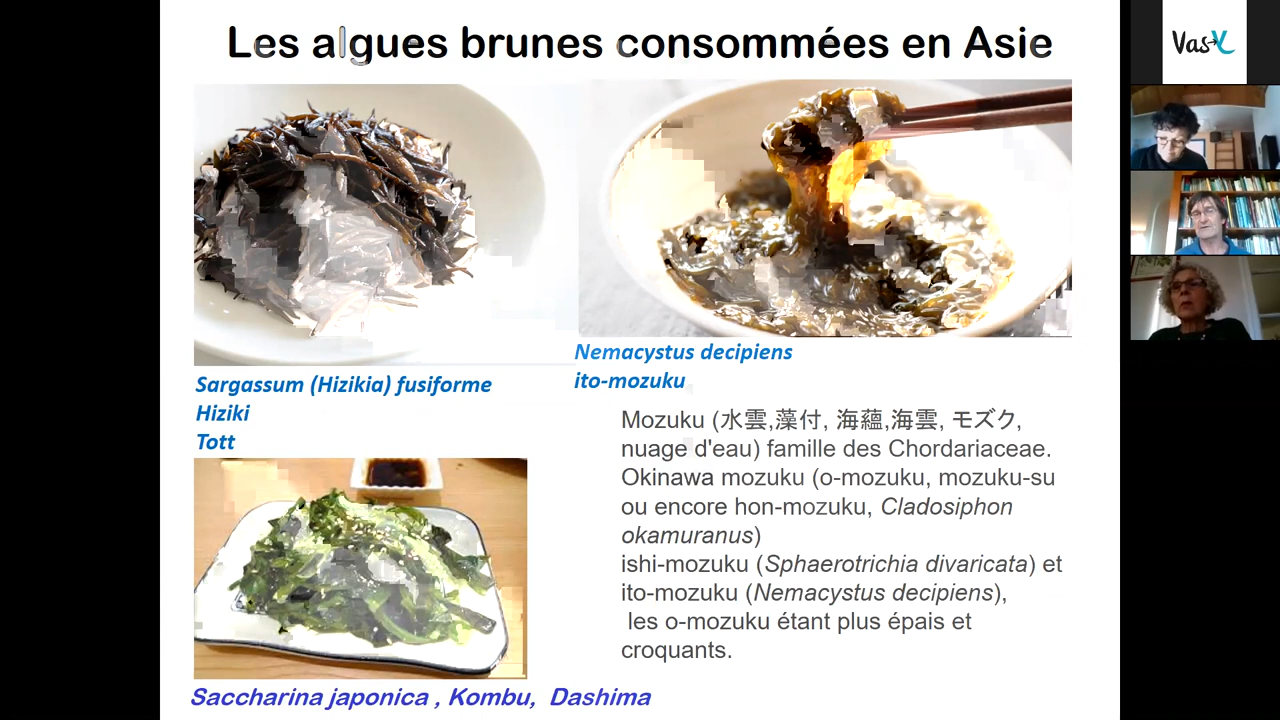 Les algues brunes consommées en Asie
VasX
Nemacystus decipiens
ito-mozuku
Sargassum (Hizikia) fusiforme
Hiziki
Tott
Mozuku (水雲,藻付, 海蘊,海雲, モズク,
nuage d'eau) famille des Chordariaceae.
Okinawa mozuku (o-mozuku, mozuku-su
ou encore hon-mozuku, Cladosiphon
okamuranus)
ishi-mozuku (Sphaerotrichia divaricata) et
ito-mozuku (Nemacystus decipiens),
les o-mozuku étant plus épais et
croquants.
Saccharina japonica , Kombu, Dashima